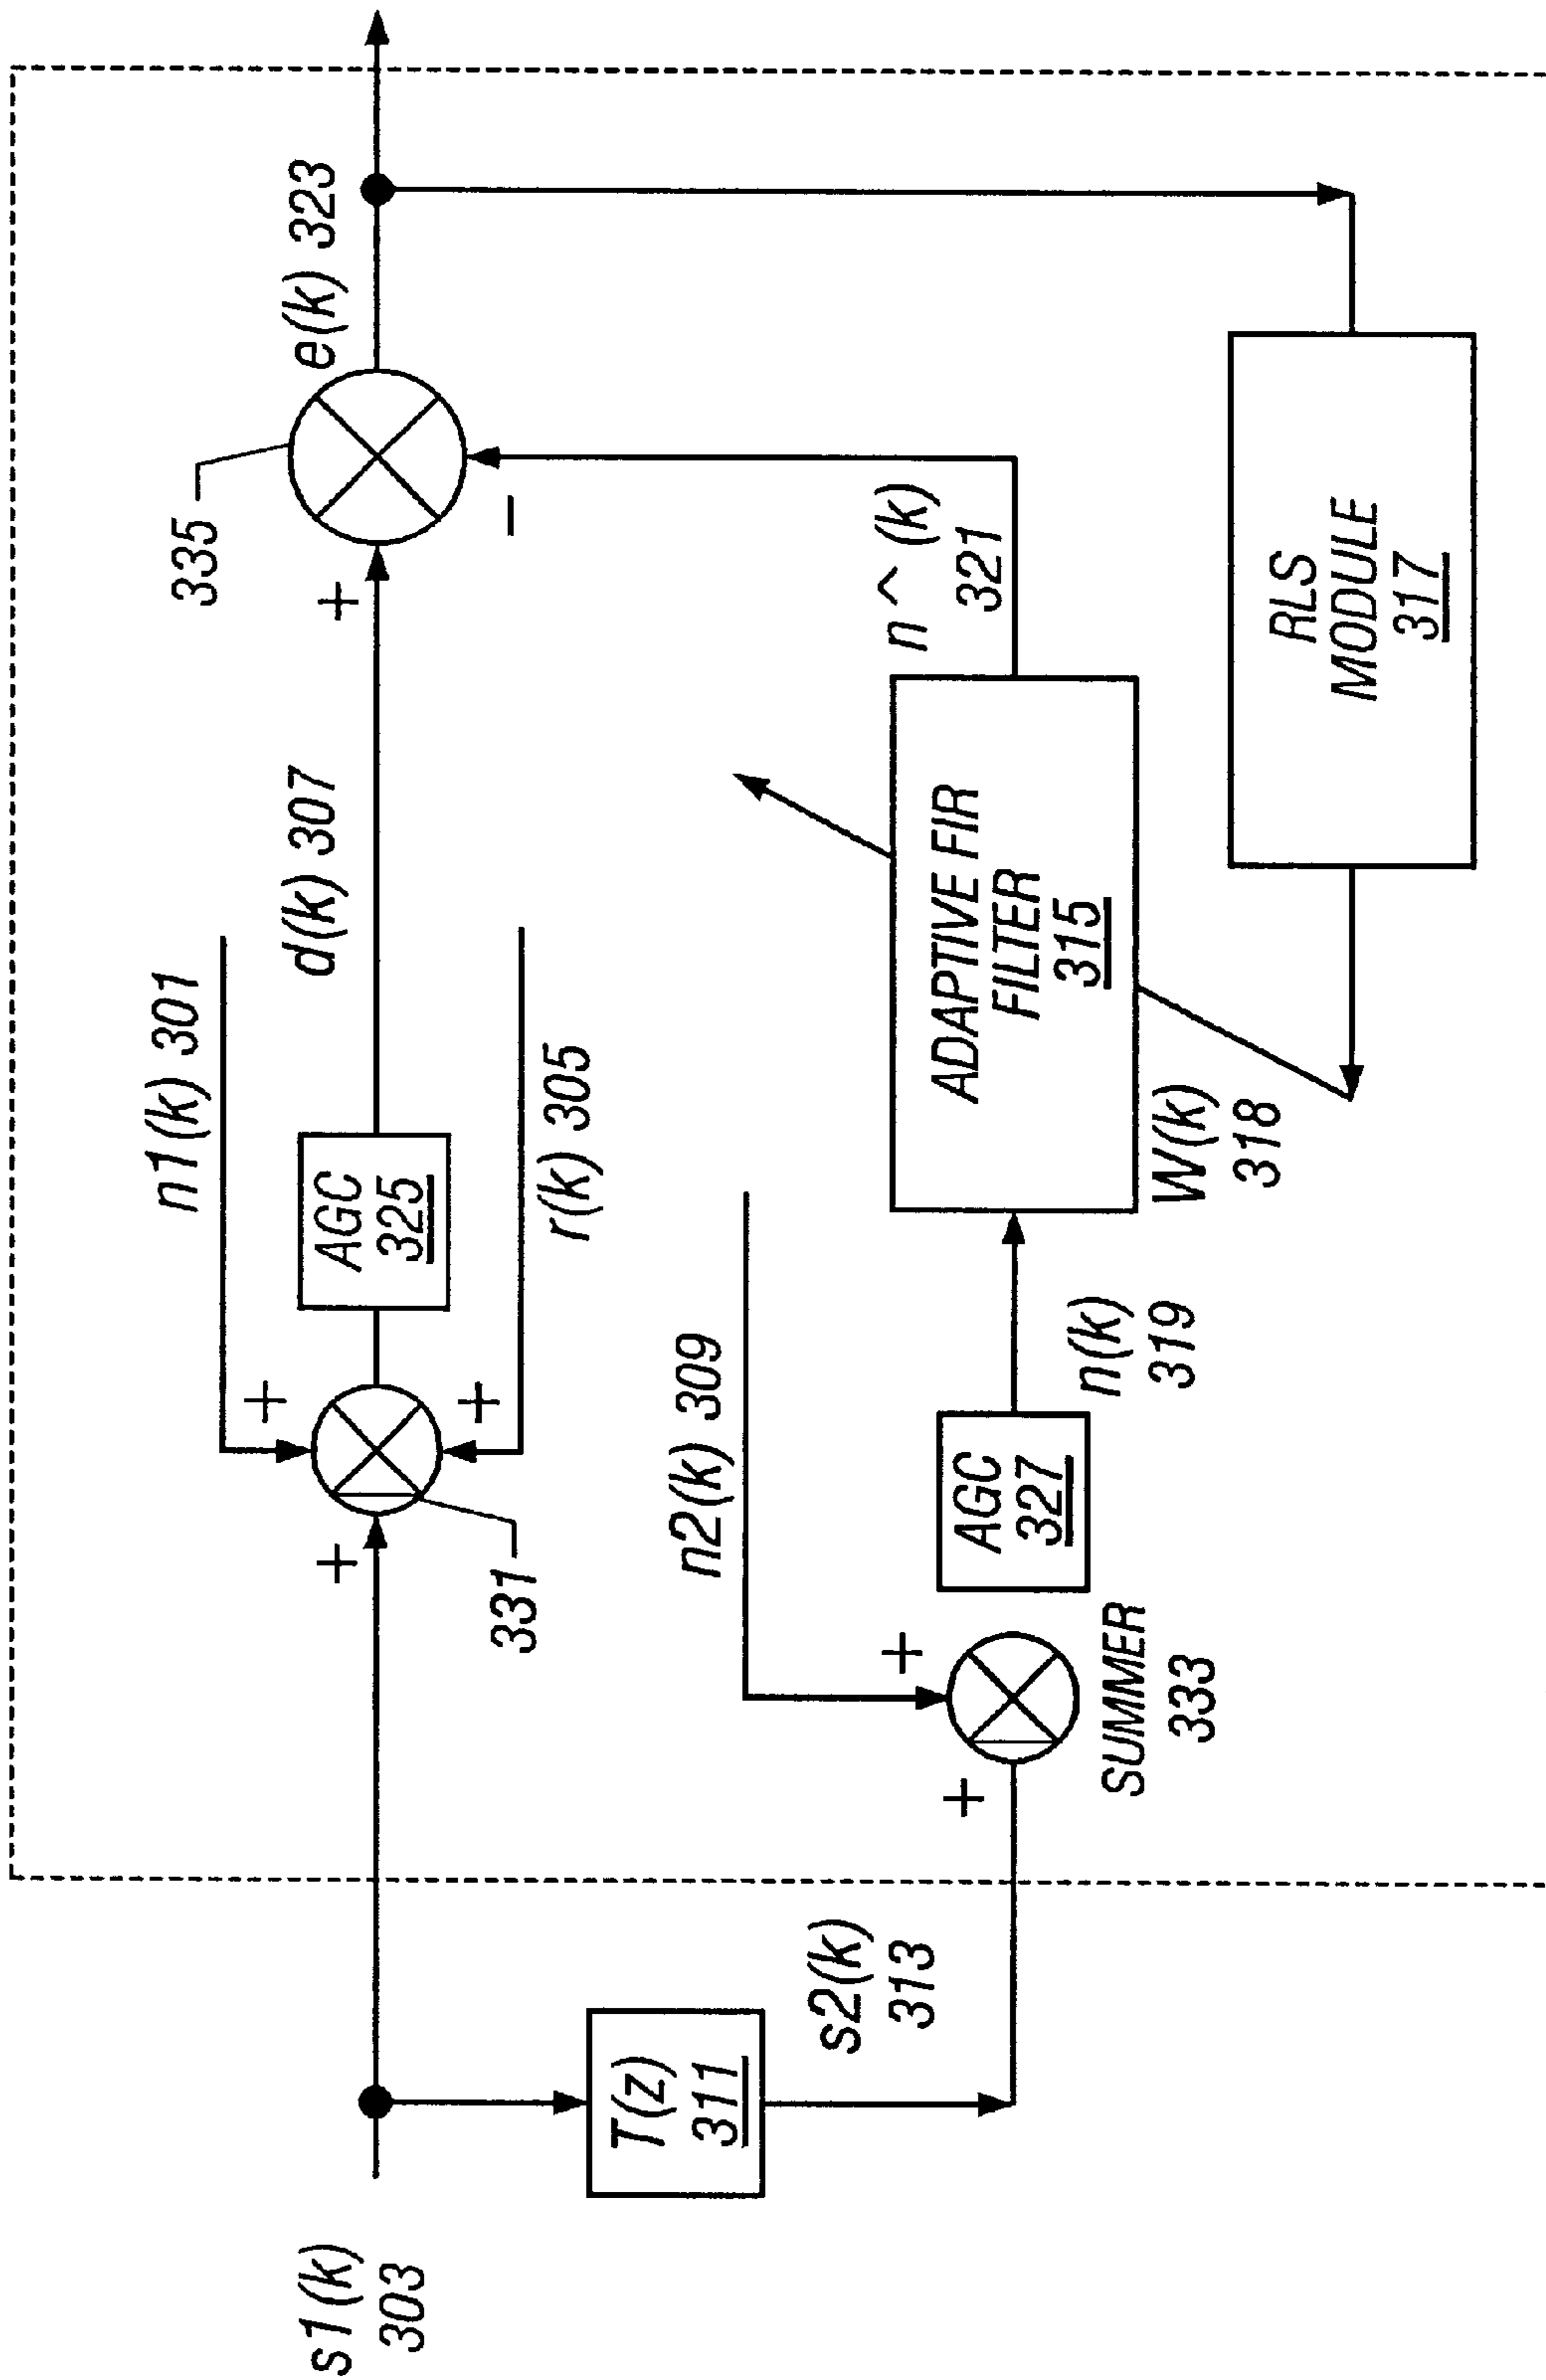 s1(k)
303
T(z)
311
s2(k)
313
+
331
+
n1(k) 301
+
r(k) 305
AGC
325
d(k) 307
+
335
−
e(k) 323
n2(k) 309
+
+
SUMMER
333
AGC
327
n(k)
319
ADAPTIVE FIR
FILTER
315
W(k)
318
n^(k)
321
RLS
MODULE
317